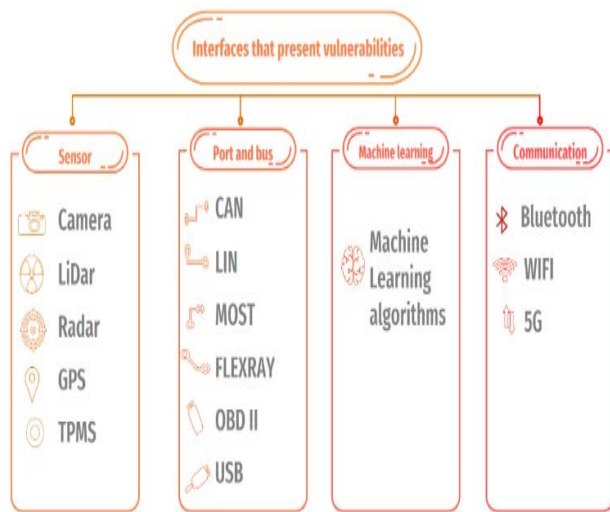 Interfaces that present vulnerabilities
Sensor
Camera
LiDar
Radar
GPS
TPMS
Port and bus
CAN
LIN
MOST
FLEXRAY
OBD II
USB
Machine learning
Machine
Learning
algorithms
Communication
Bluetooth
WIFI
5G